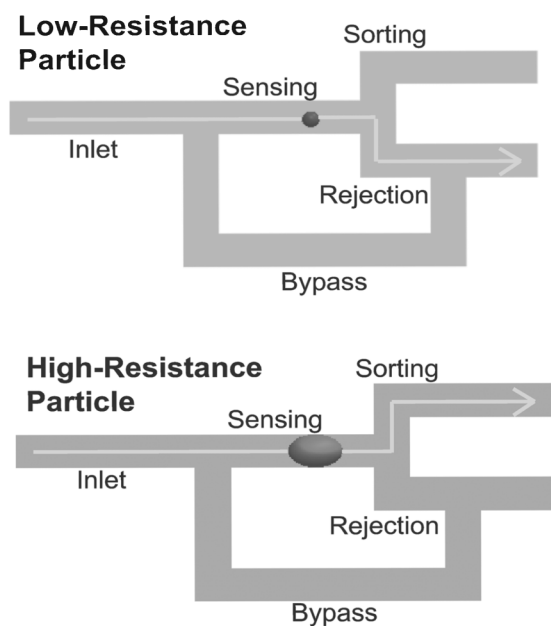 Low-Resistance
Particle
Sorting
Sensing
Inlet
Rejection
Bypass
High-Resistance
Particle
Sorting
Sensing
Inlet
Rejection
Bypass